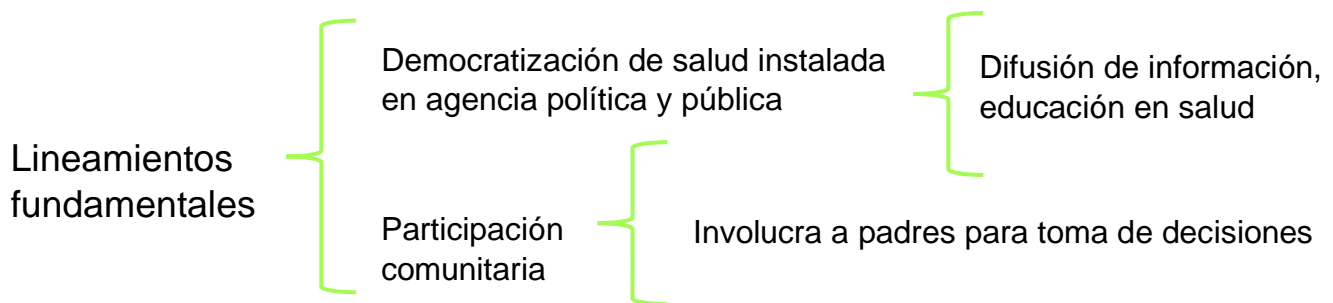 Lineamientos
fundamentales
Democratización de salud instalada
en agencia política y pública
Difusión de información,
educación en salud
Participación
comunitaria
Involucra a padres para toma de decisiones